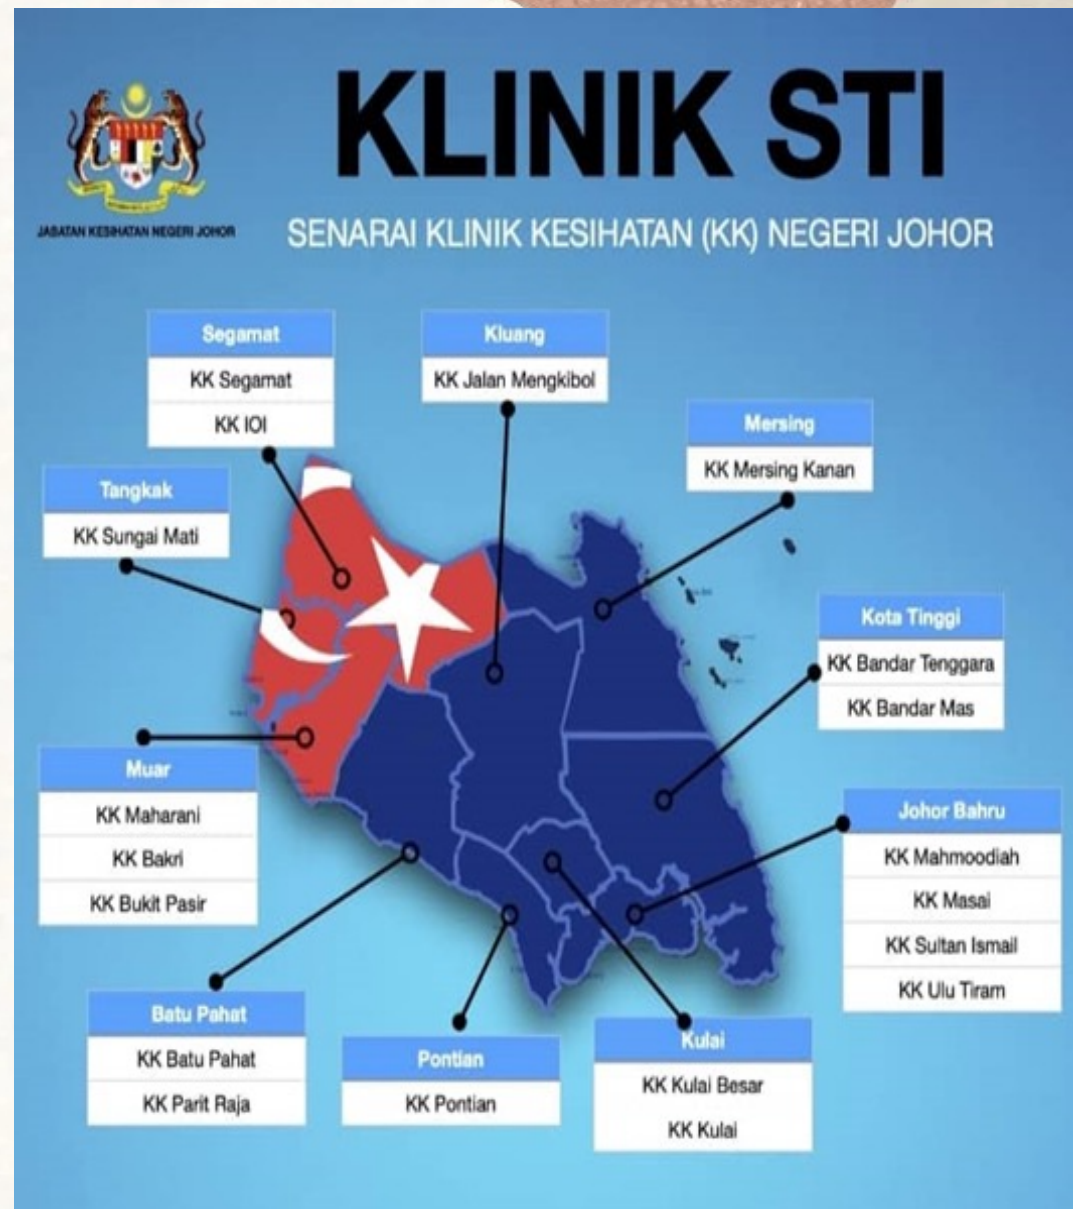 KLINIK STI
JABATAN KESIHATAN NEGERI JOHOR
SENARAI KLINIK KESIHATAN (KK) NEGERI JOHOR
Segamat
KK Segamat
KK IOI
Kluang
KK Jalan Mengkibol
Mersing
KK Mersing Kanan
Tangkak
KK Sungai Mati
Kota Tinggi
KK Bandar Tenggara
KK Bandar Mas
Muar
KK Maharani
KK Bakri
KK Bukit Pasir
Johor Bahru
KK Mahmoodiah
KK Masai
KK Sultan Ismail
KK Ulu Tiram
Batu Pahat
KK Batu Pahat
KK Parit Raja
Pontian
KK Pontian
Kulai
KK Kulai Besar
KK Kulai